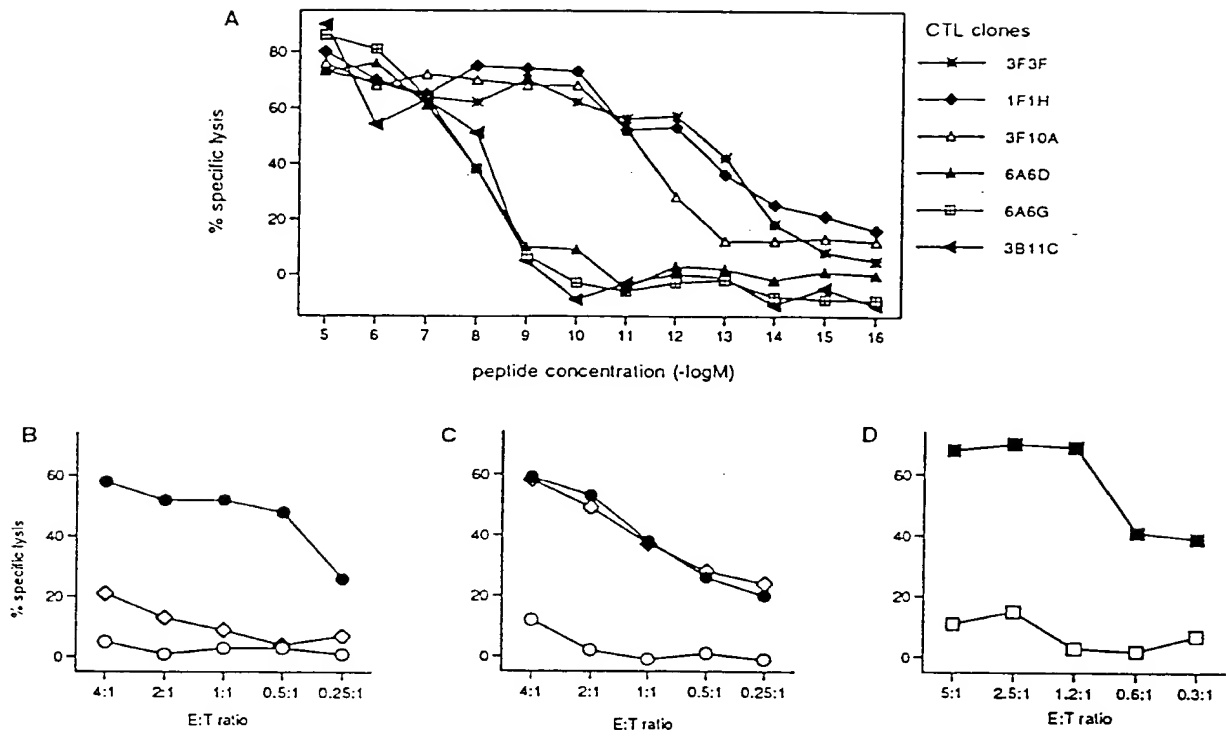 A
% specific lysis
80
60
40
20
0
5 6 7 8 9 10 11 12 13 14 15 16
peptide concentration (-logM)
CTL clones
3F3F
1F1H
3F10A
6A6D
6A6G
3B11C
B
% specific lysis
60
40
20
0
4:1 2:1 1:1 0.5:1 0.25:1
E:T ratio
C
60
40
20
0
4:1 2:1 1:1 0.5:1 0.25:1
E:T ratio
D
60
40
20
0
5:1 2.5:1 1.2:1 0.6:1 0.3:1
E:T ratio